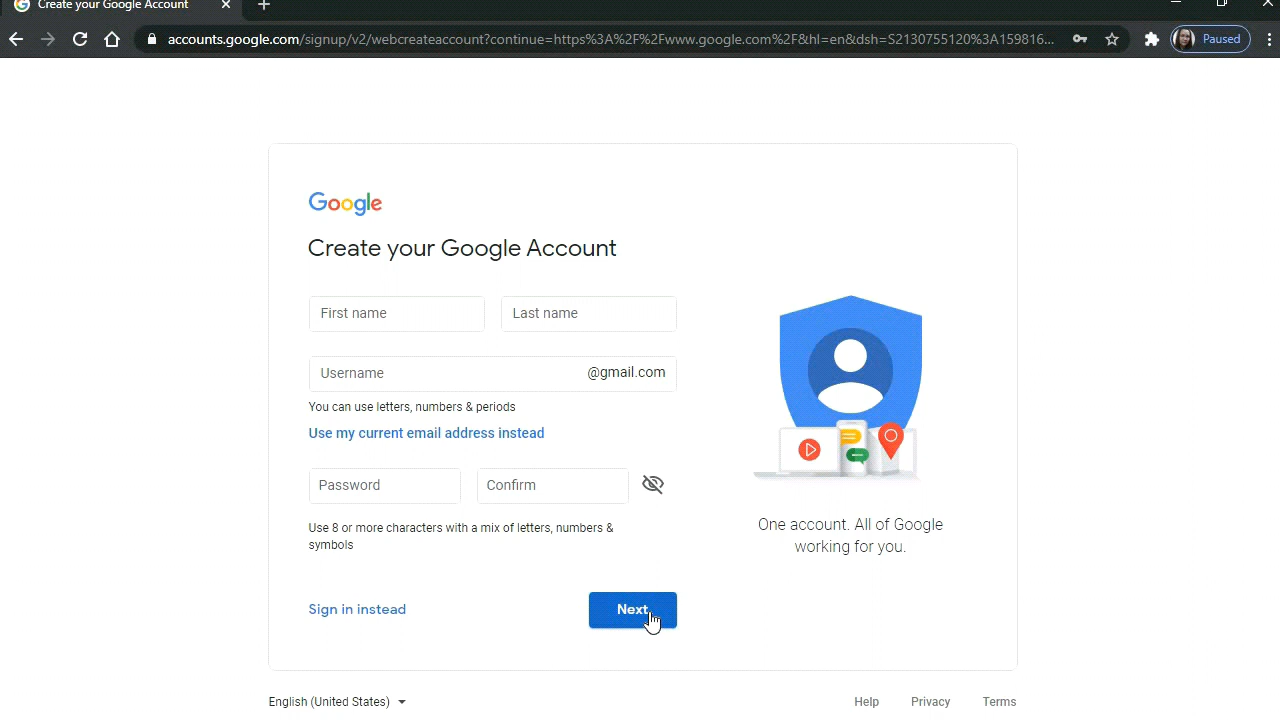 Create your Google Account
accounts.google.com/signup/v2/webcreateaccount?continue=https%3A%2F%2Fwww.google.com%2F&hl=en&dsh=S2130755120%3A159816...
Paused
Google
Create your Google Account
First name
Last name
Username
@gmail.com
You can use letters, numbers & periods
Use my current email address instead
Password
Confirm
Use 8 or more characters with a mix of letters, numbers &
symbols
One account. All of Google
working for you.
Sign in instead
Next
English (United States)
Help
Privacy
Terms